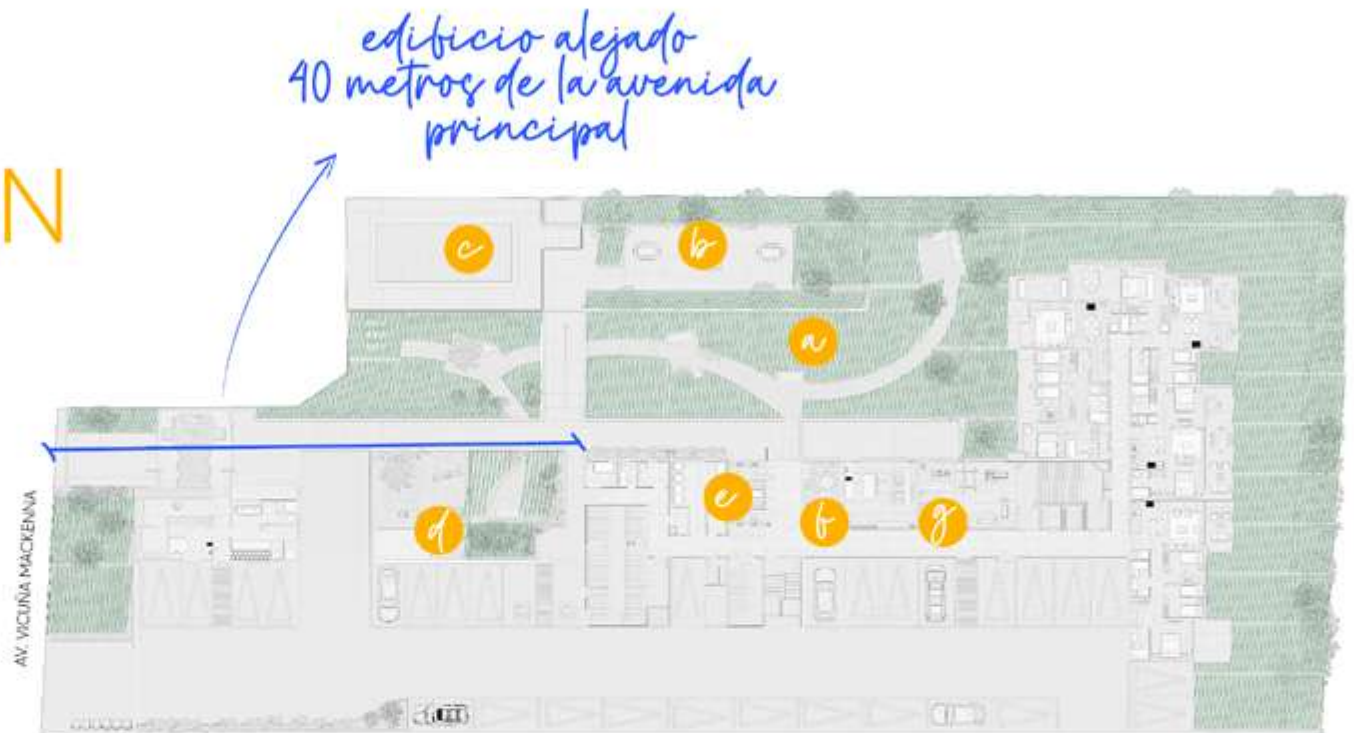 edificio alejado
40 metros de la avenida
principal
N
c
b
a
e
f
g
d
AV. VICUÑA MACKENNA